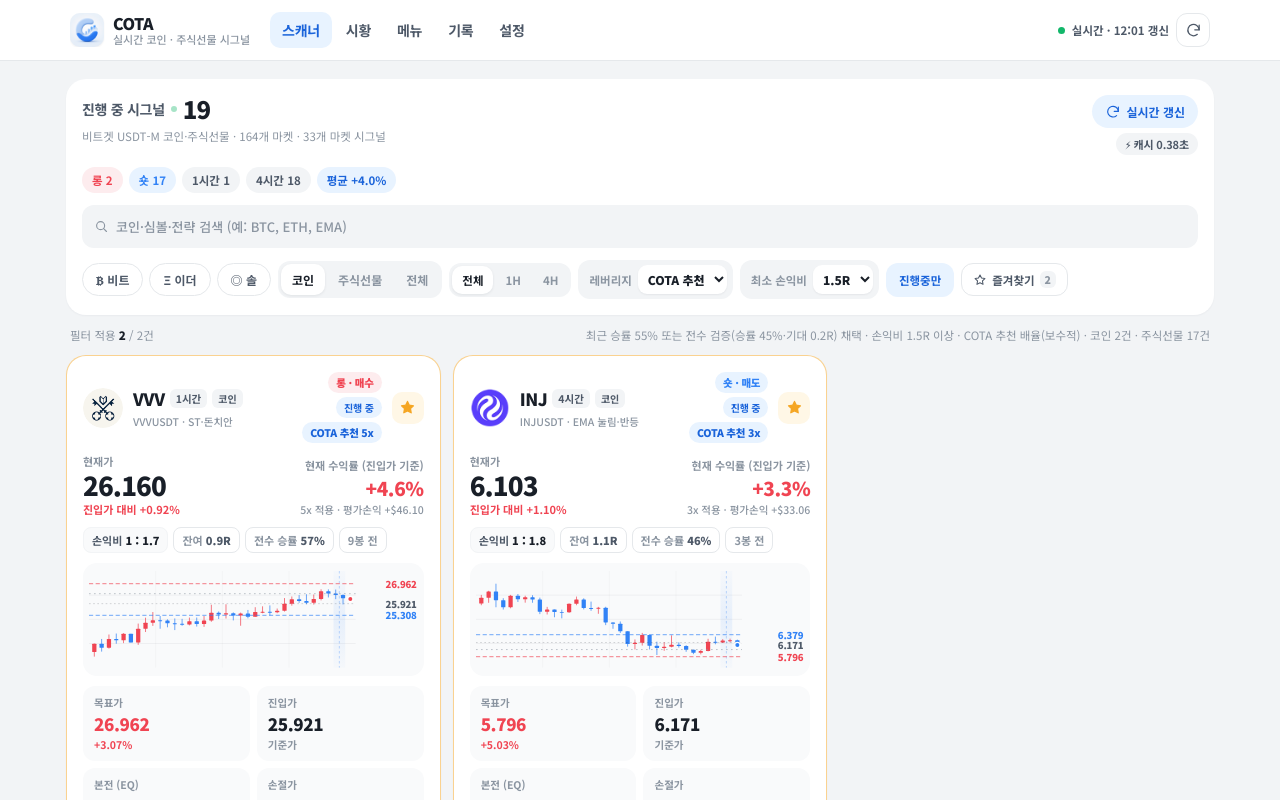 COTA
실시간 코인 · 주식선물 시그널
스캐너 시황 메뉴 기록 설정
실시간 · 12:01 갱신
진행 중 시그널 19
실시간 갱신
비트겟 USDT-M 코인·주식선물 · 164개 마켓 · 33개 마켓 시그널
⚡ 캐시 0.38초
롱 2 숏 17 1시간 1 4시간 18 평균 +4.0%
코인·심볼·전략 검색 (예: BTC, ETH, EMA)
₿ 비트 Ξ 이더 ◎ 솔 코인 주식선물 전체 전체 1H 4H 레버리지 COTA 추천 최소 손익비 1.5R 진행중만 즐겨찾기 2
필터 적용 2 / 2건
최근 승률 55% 또는 전수 검증(승률 45%·기대 0.2R) 채택 · 손익비 1.5R 이상 · COTA 추천 배율(보수적) · 코인 2건 · 주식선물 17건
VVV 1시간 코인
VVVUSDT · ST·돈치안
롱 · 매수
진행 중
COTA 추천 5x
현재가
26.160
진입가 대비 +0.92%
현재 수익률 (진입가 기준)
+4.6%
5x 적용 · 평가손익 +$46.10
손익비 1 : 1.7 잔여 0.9R 전수 승률 57% 9봉 전
26.962
25.921
25.308
목표가
26.962
+3.07%
진입가
25.921
기준가
본전 (EQ)
손절가
INJ 4시간 코인
INJUSDT · EMA 눌림·반등
숏 · 매도
진행 중
COTA 추천 3x
현재가
6.103
진입가 대비 +1.10%
현재 수익률 (진입가 기준)
+3.3%
3x 적용 · 평가손익 +$33.06
손익비 1 : 1.8 잔여 1.1R 전수 승률 46% 3봉 전
6.379
6.171
5.796
목표가
5.796
+5.03%
진입가
6.171
기준가
본전 (EQ)
손절가